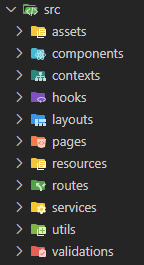 src
assets
components
contexts
hooks
layouts
pages
resources
routes
services
utils
validations